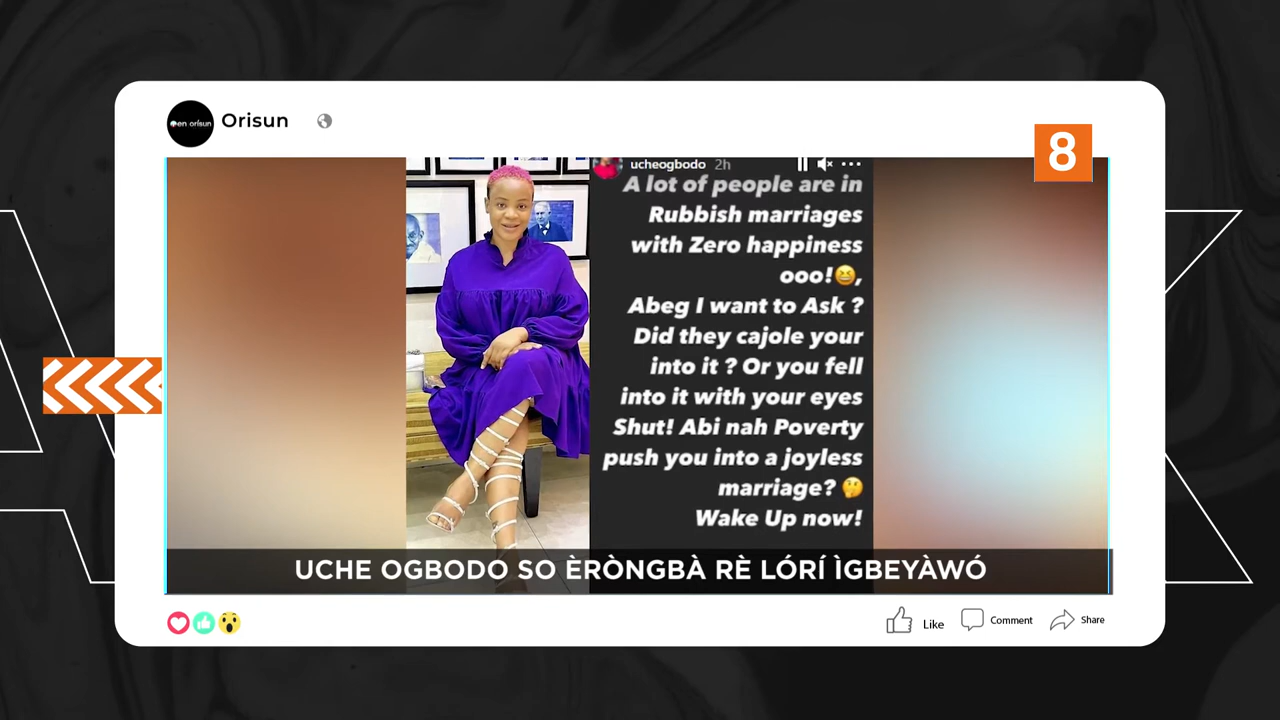 en orísun
Orisun
8
ucheogbodo 2h
A lot of people are in
Rubbish marriages
with Zero happiness
ooo!😆,
Abeg I want to Ask ?
Did they cajole your
into it ? Or you fell
into it with your eyes
Shut! Abi nah Poverty
push you into a joyless
marriage? 🤔
Wake Up now!
UCHE OGBODO SO ÈRÒNGBÀ RÈ LÓRÍ ÌGBEYÀWÓ
Like
Comment
Share